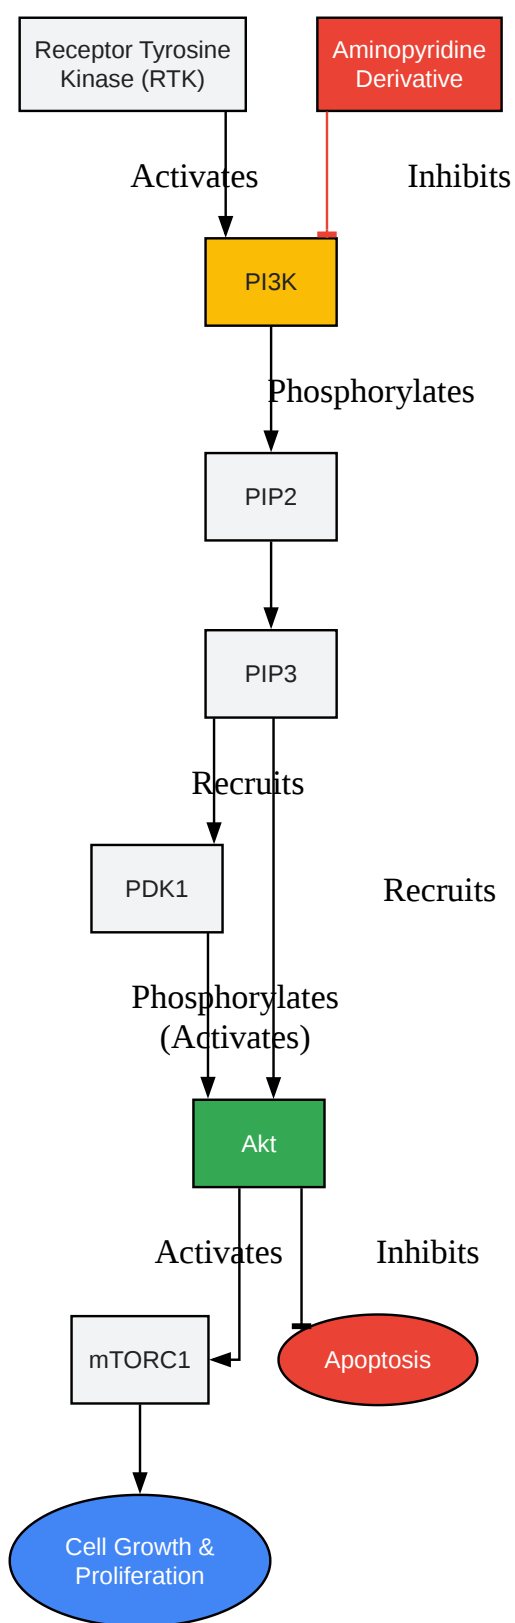 Receptor Tyrosine
Kinase (RTK)
Aminopyridine
Derivative
Activates
Inhibits
PI3K
Phosphorylates
PIP2
PIP3
Recruits
PDK1
Recruits
Phosphorylates
(Activates)
Akt
Activates
Inhibits
mTORC1
Apoptosis
Cell Growth &
Proliferation